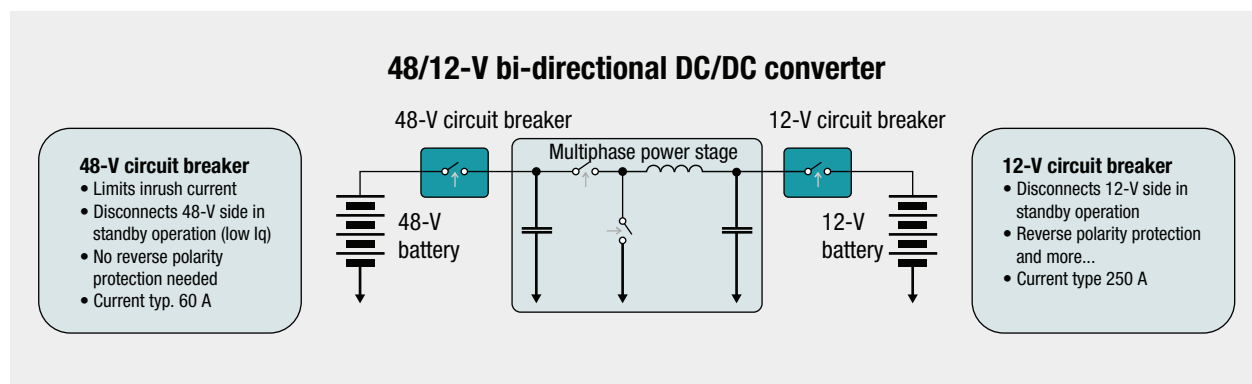 48/12-V bi-directional DC/DC converter
48-V circuit breaker
12-V circuit breaker
48-V circuit breaker
• Limits inrush current
• Disconnects 48-V side in
standby operation (low Iq)
• No reverse polarity
protection needed
• Current typ. 60 A
Multiphase power stage
48-V
battery
12-V
battery
12-V circuit breaker
• Disconnects 12-V side in
standby operation
• Reverse polarity protection
and more...
• Current type 250 A